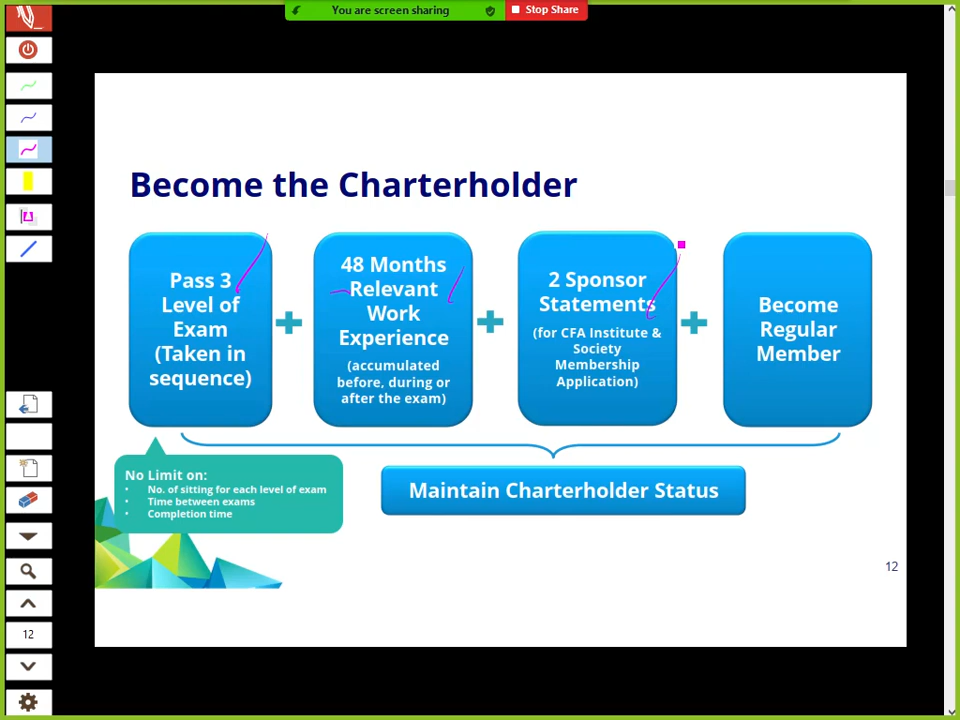 You are screen sharing
Stop Share
Become the Charterholder
Pass 3
Level of
Exam
(Taken in
sequence)
48 Months
Relevant
Work
Experience
(accumulated
before, during or
after the exam)
2 Sponsor
Statements
(for CFA Institute &
Society
Membership
Application)
Become
Regular
Member
No Limit on:
• No. of sitting for each level of exam
• Time between exams
• Completion time
Maintain Charterholder Status
12
12